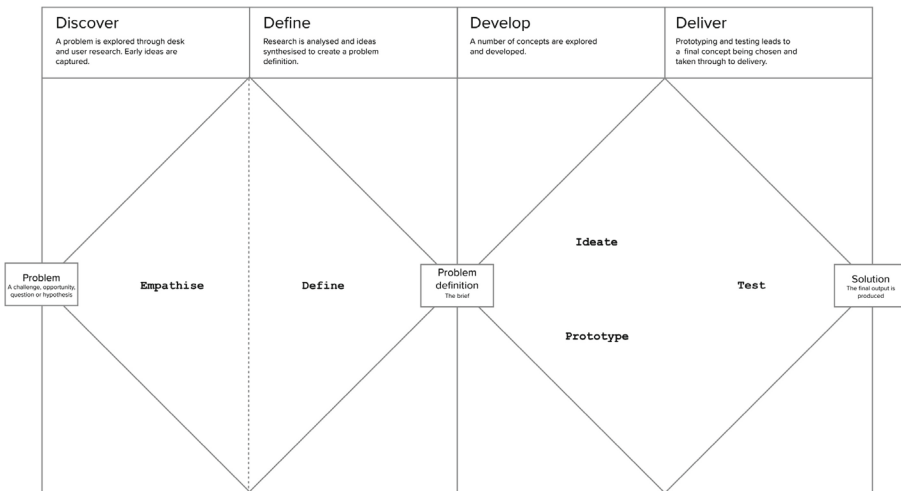 Discover
A problem is explored through desk
and user research. Early ideas are
captured.
Define
Research is analysed and ideas
synthesised to create a problem
definition.
Develop
A number of concepts are explored
and developed.
Deliver
Prototyping and testing leads to
a final concept being chosen and
taken through to delivery.
Problem
A challenge, opportunity,
question or hypothesis
Empathise
Define
Problem
definition
The brief
Ideate
Prototype
Test
Solution
The final output is
produced